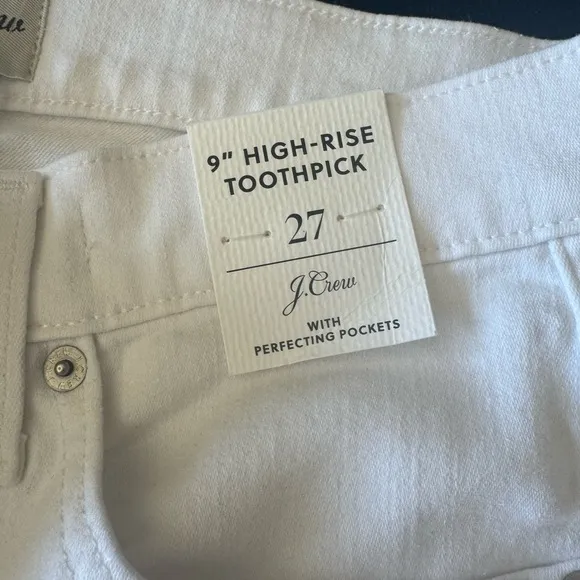 9" HIGH-RISE
TOOTHPICK
27
J.Crew
WITH
PERFECTING POCKETS